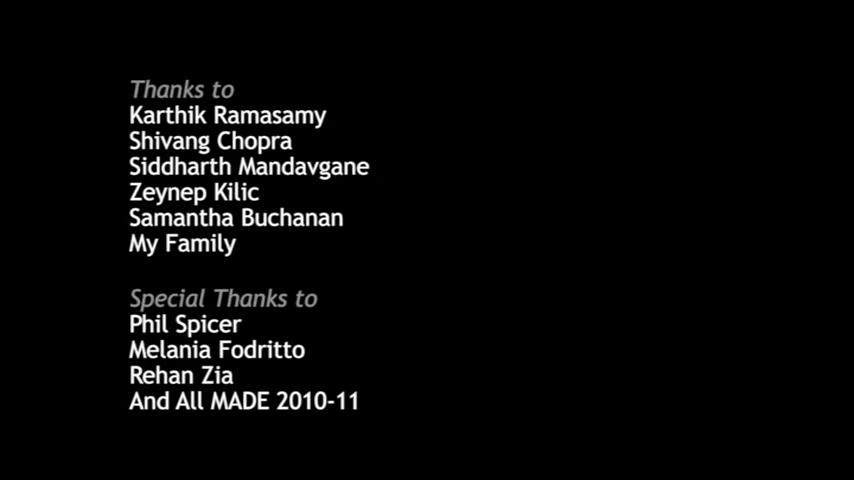 Thanks to
Karthik Ramasamy
Shivang Chopra
Siddharth Mandavgane
Zeynep Kilic
Samantha Buchanan
My Family
Special Thanks to
Phil Spicer
Melania Fodritto
Rehan Zia
And All MADE 2010-11